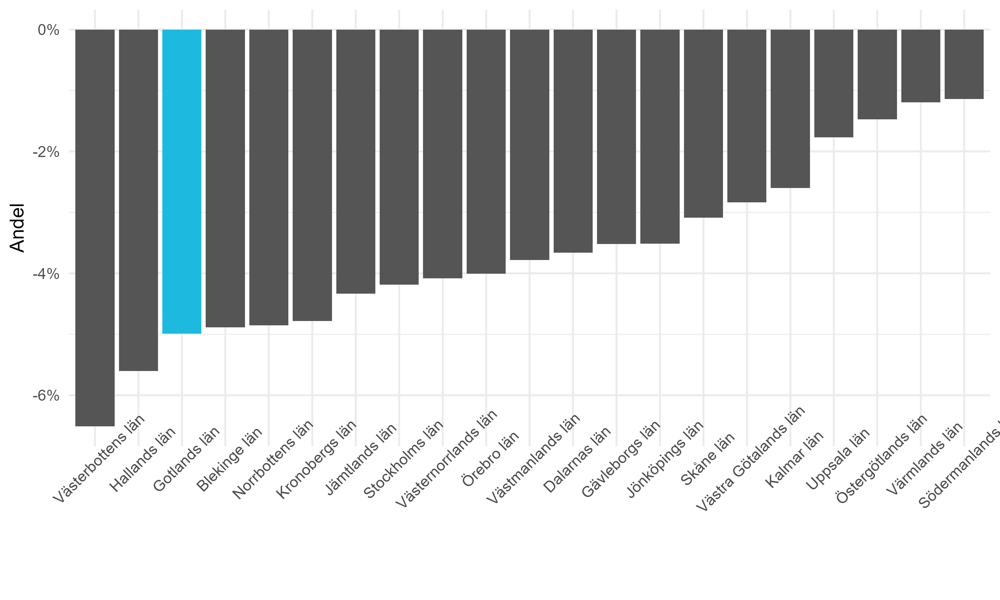 Andel
0%
-2%
-4%
-6%
Västerbottens län
Hallands län
Gotlands län
Blekinge län
Norrbottens län
Kronobergs län
Jämtlands län
Stockholms län
Västernorrlands län
Örebro län
Västmanlands län
Dalarnas län
Gävleborgs län
Jönköpings län
Skåne län
Västra Götalands län
Kalmar län
Uppsala län
Östergötlands län
Värmlands län
Södermanlands